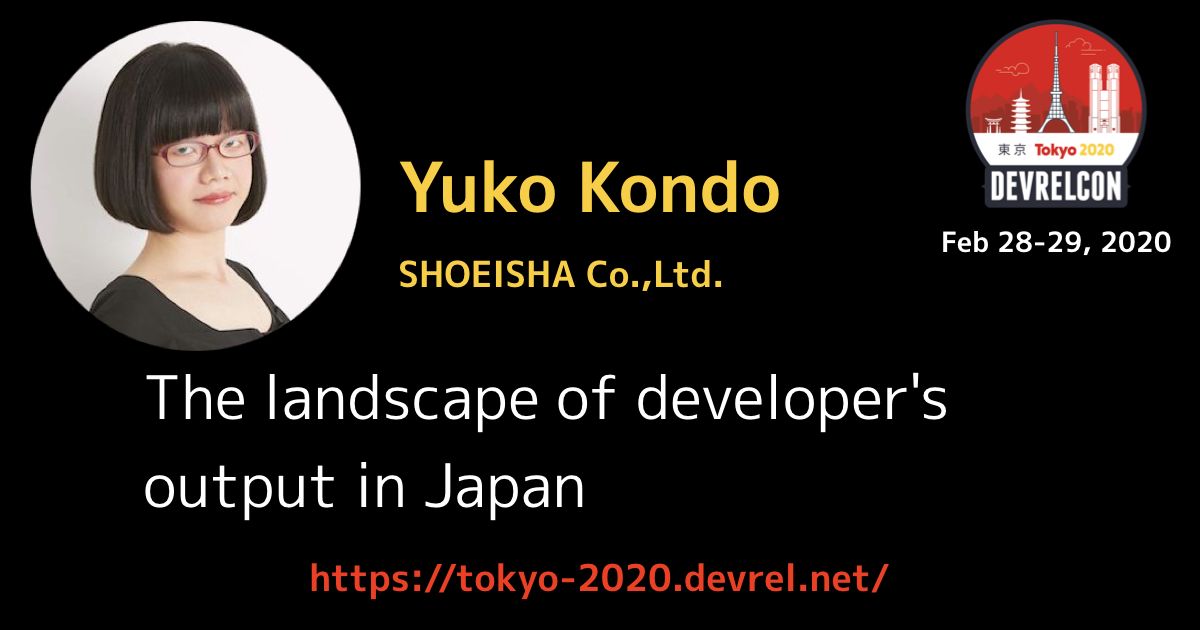 東京 Tokyo 2020
DEVRELCON
Feb 28-29, 2020
Yuko Kondo
SHOEISHA Co.,Ltd.
The landscape of developer's
output in Japan
https://tokyo-2020.devrel.net/